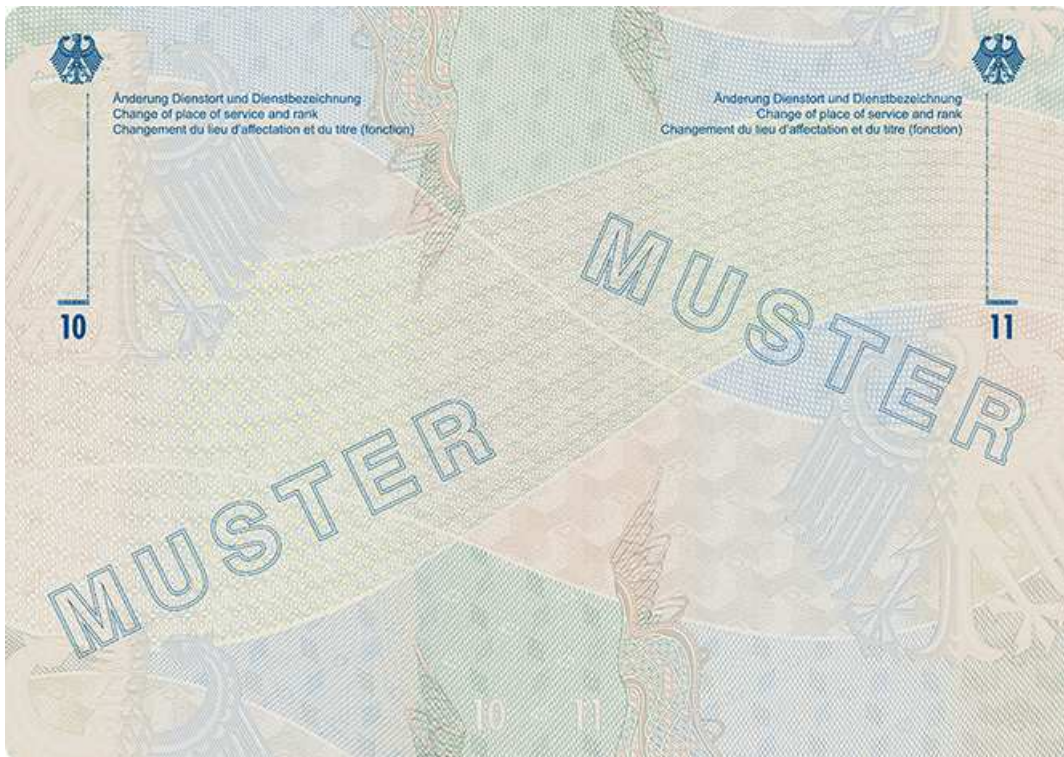 Änderung Dienstort und Dienstbezeichnung
Change of place of service and rank
Changement du lieu d'affectation et du titre (fonction)
10
Änderung Dienstort und Dienstbezeichnung
Change of place of service and rank
Changement du lieu d'affectation et du titre (fonction)
11
MUSTER
MUSTER
10
11